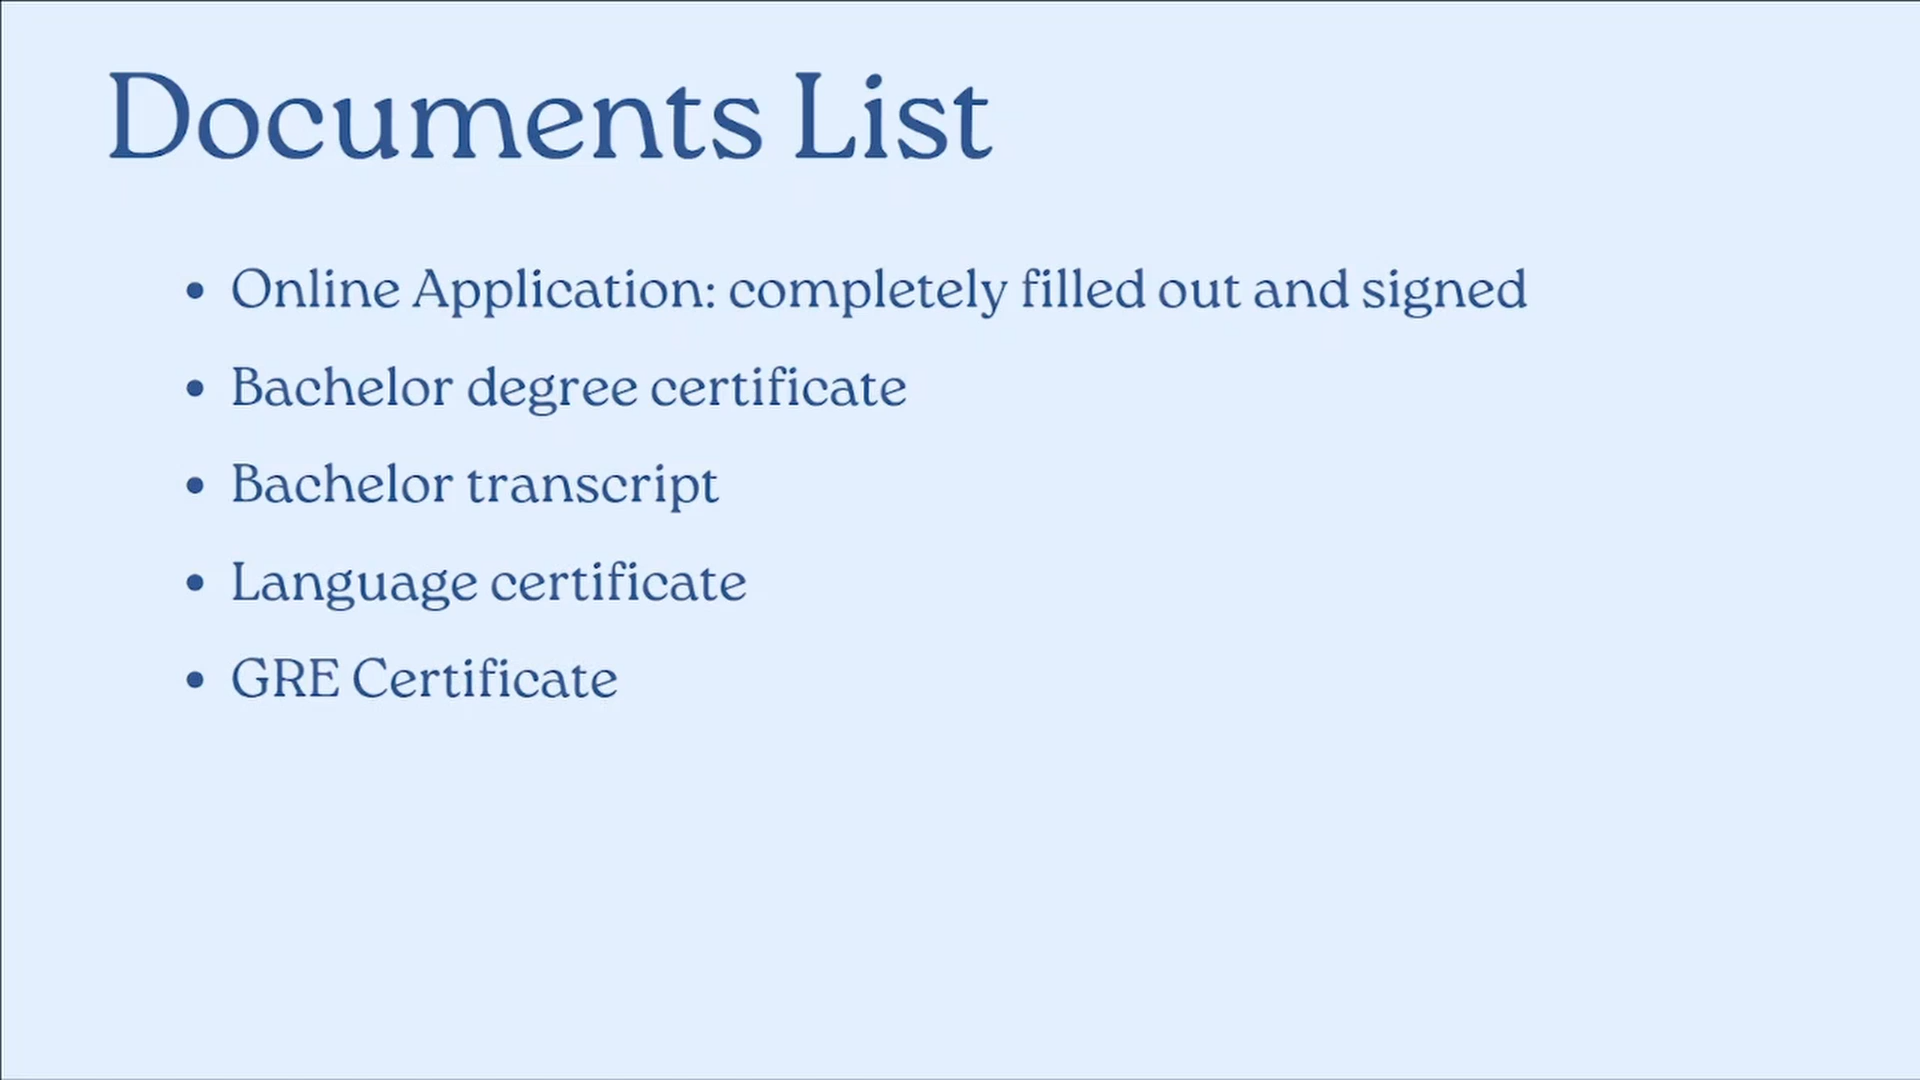 Documents List
• Online Application: completely filled out and signed
• Bachelor degree certificate
• Bachelor transcript
• Language certificate
• GRE Certificate